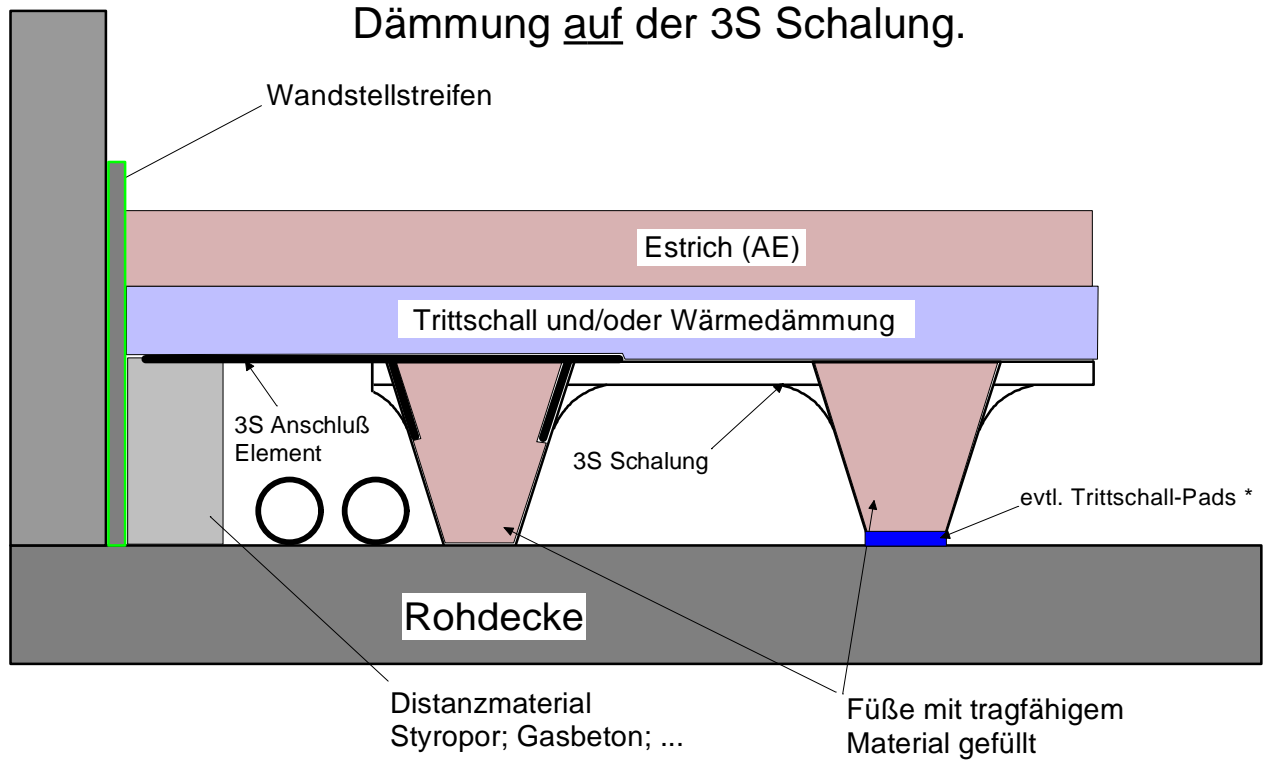 Dämmung auf der 3S Schalung.
Wandstellstreifen
Estrich (AE)
Trittschall und/oder Wärmedämmung
3S Anschluß
Element
3S Schalung
evtl. Trittschall-Pads *
Rohdecke
Distanzmaterial
Styropor; Gasbeton; ...
Füße mit tragfähigem
Material gefüllt